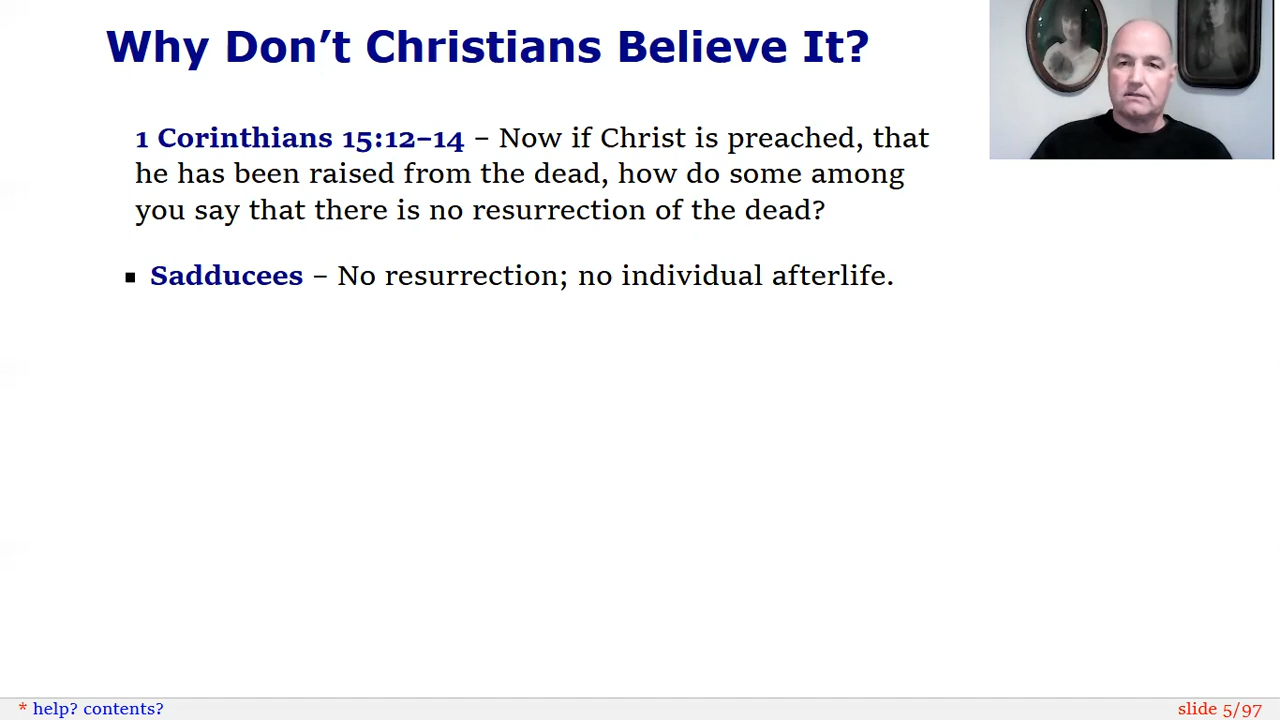 Why Don’t Christians Believe It?
1 Corinthians 15:12–14 – Now if Christ is preached, that
he has been raised from the dead, how do some among
you say that there is no resurrection of the dead?
▪ Sadducees – No resurrection; no individual afterlife.
* help? contents?
slide 5/97